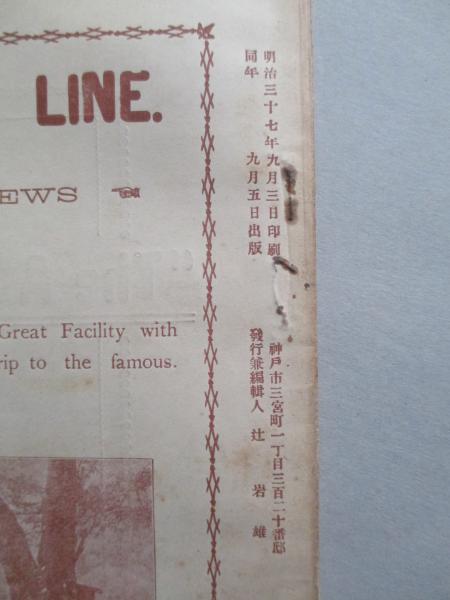 LINE.
EWS
Great Facility with
rip to the famous.
明治三十七年九月三日印刷
同年 九月五日出版
神戸市三宮町一丁目三百二十番邸
發行兼編輯人 辻岩雄